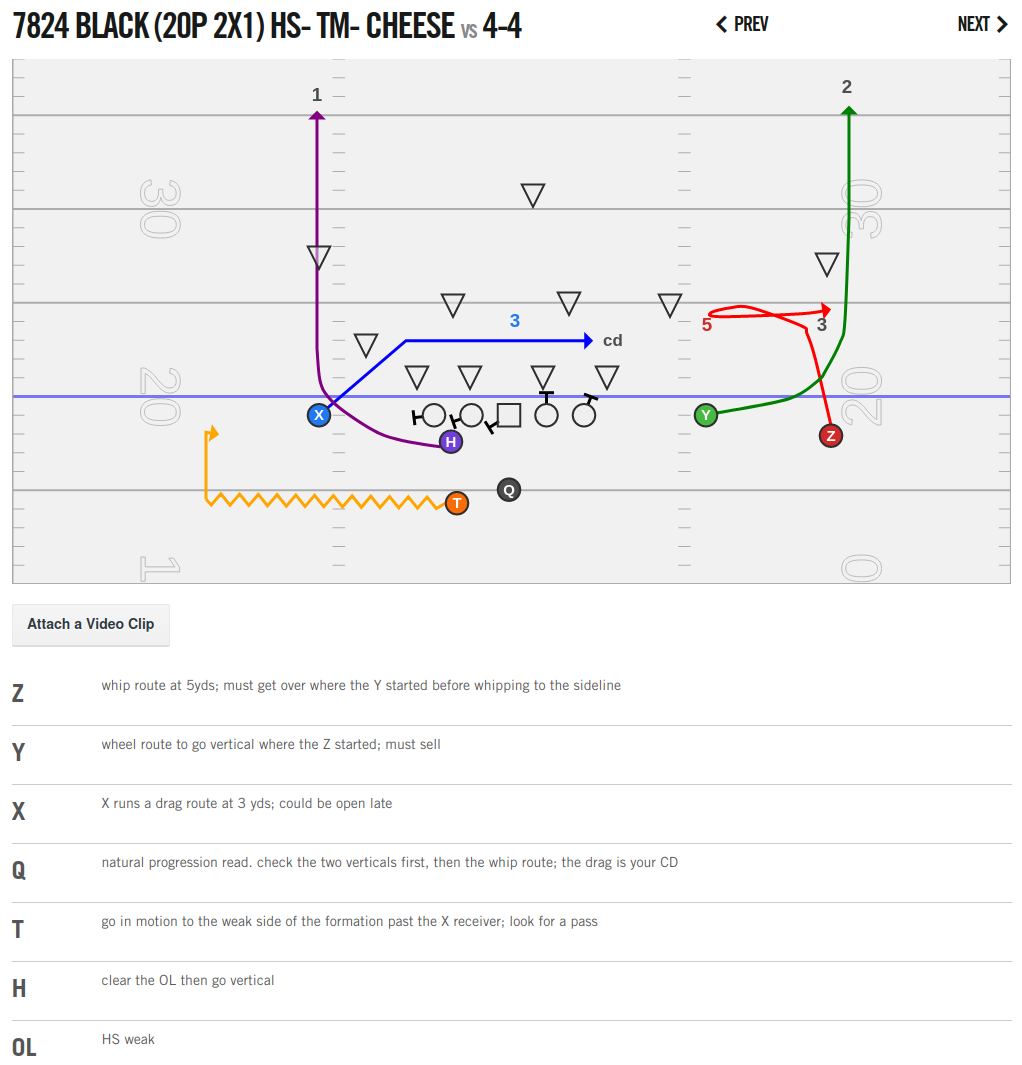 7824 BLACK (20P 2X1) HS- TM- CHEESE VS 4-4
PREV
NEXT
1
2
30
30
3
cd
5
3
20
20
X
H
Y
Z
T
Q
1
0
Attach a Video Clip
Z whip route at 5yds; must get over where the Y started before whipping to the sideline
Y wheel route to go vertical where the Z started; must sell
X X runs a drag route at 3 yds; could be open late
Q natural progression read. check the two verticals first, then the whip route; the drag is your CD
T go in motion to the weak side of the formation past the X receiver; look for a pass
H clear the OL then go vertical
OL HS weak